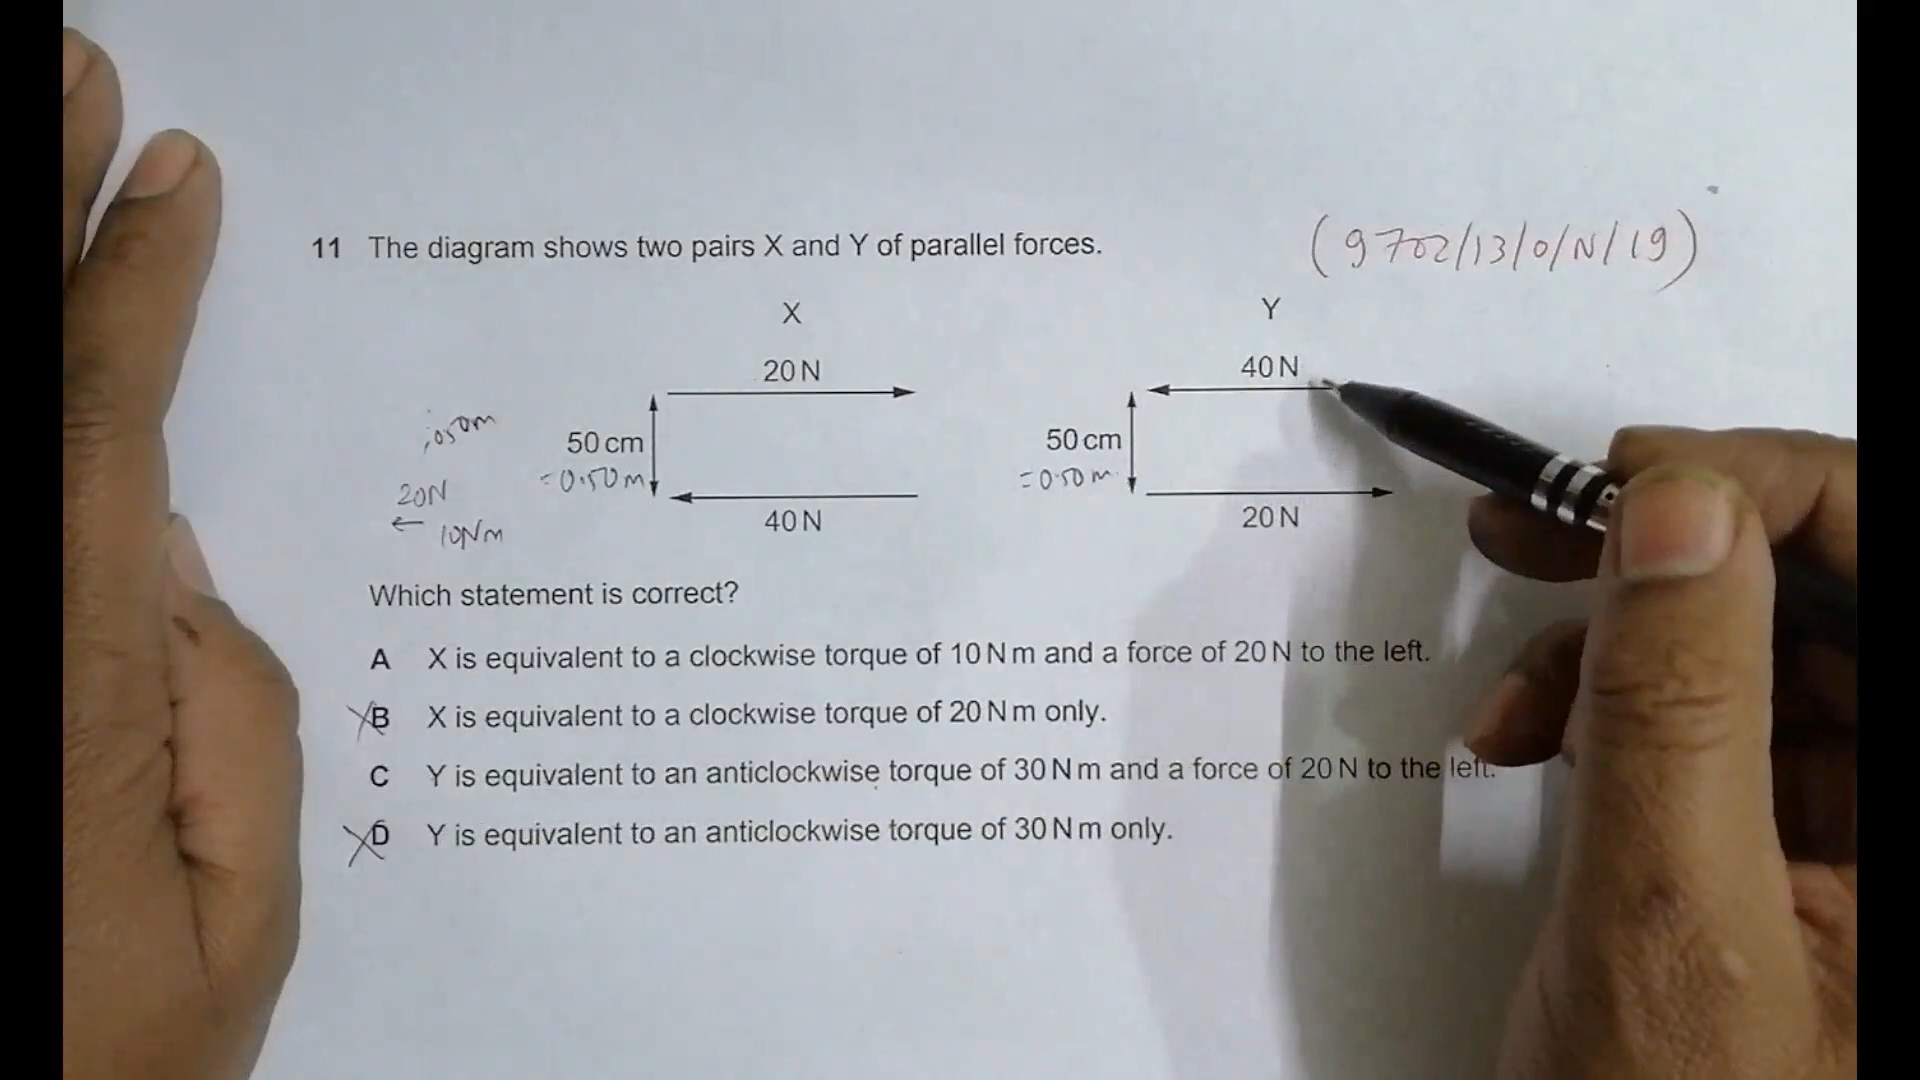 11 The diagram shows two pairs X and Y of parallel forces.
(9702/13/O/N/19)
X
Y
20 N
40 N
50 cm
50 cm
= 0.50 m
= 0.50 m
20N
← 10Nm
40 N
20 N
Which statement is correct?
A X is equivalent to a clockwise torque of 10 N m and a force of 20 N to the left.
B X is equivalent to a clockwise torque of 20 N m only.
C Y is equivalent to an anticlockwise torque of 30 N m and a force of 20 N to the left.
D Y is equivalent to an anticlockwise torque of 30 N m only.